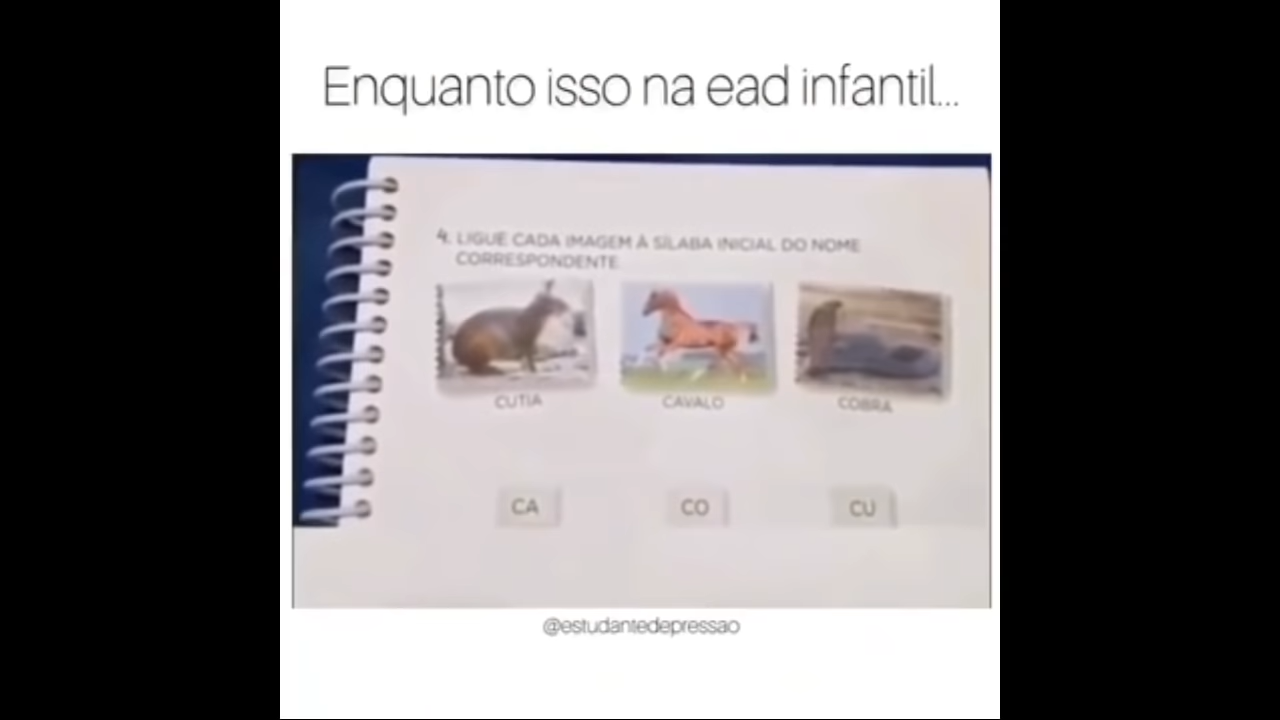 Enquanto isso na ead infantil...
4. LIGUE CADA IMAGEM À SÍLABA INICIAL DO NOME
CORRESPONDENTE
CUTIA
CAVALO
COBRA
CA
CO
CU
@estudantedepressao